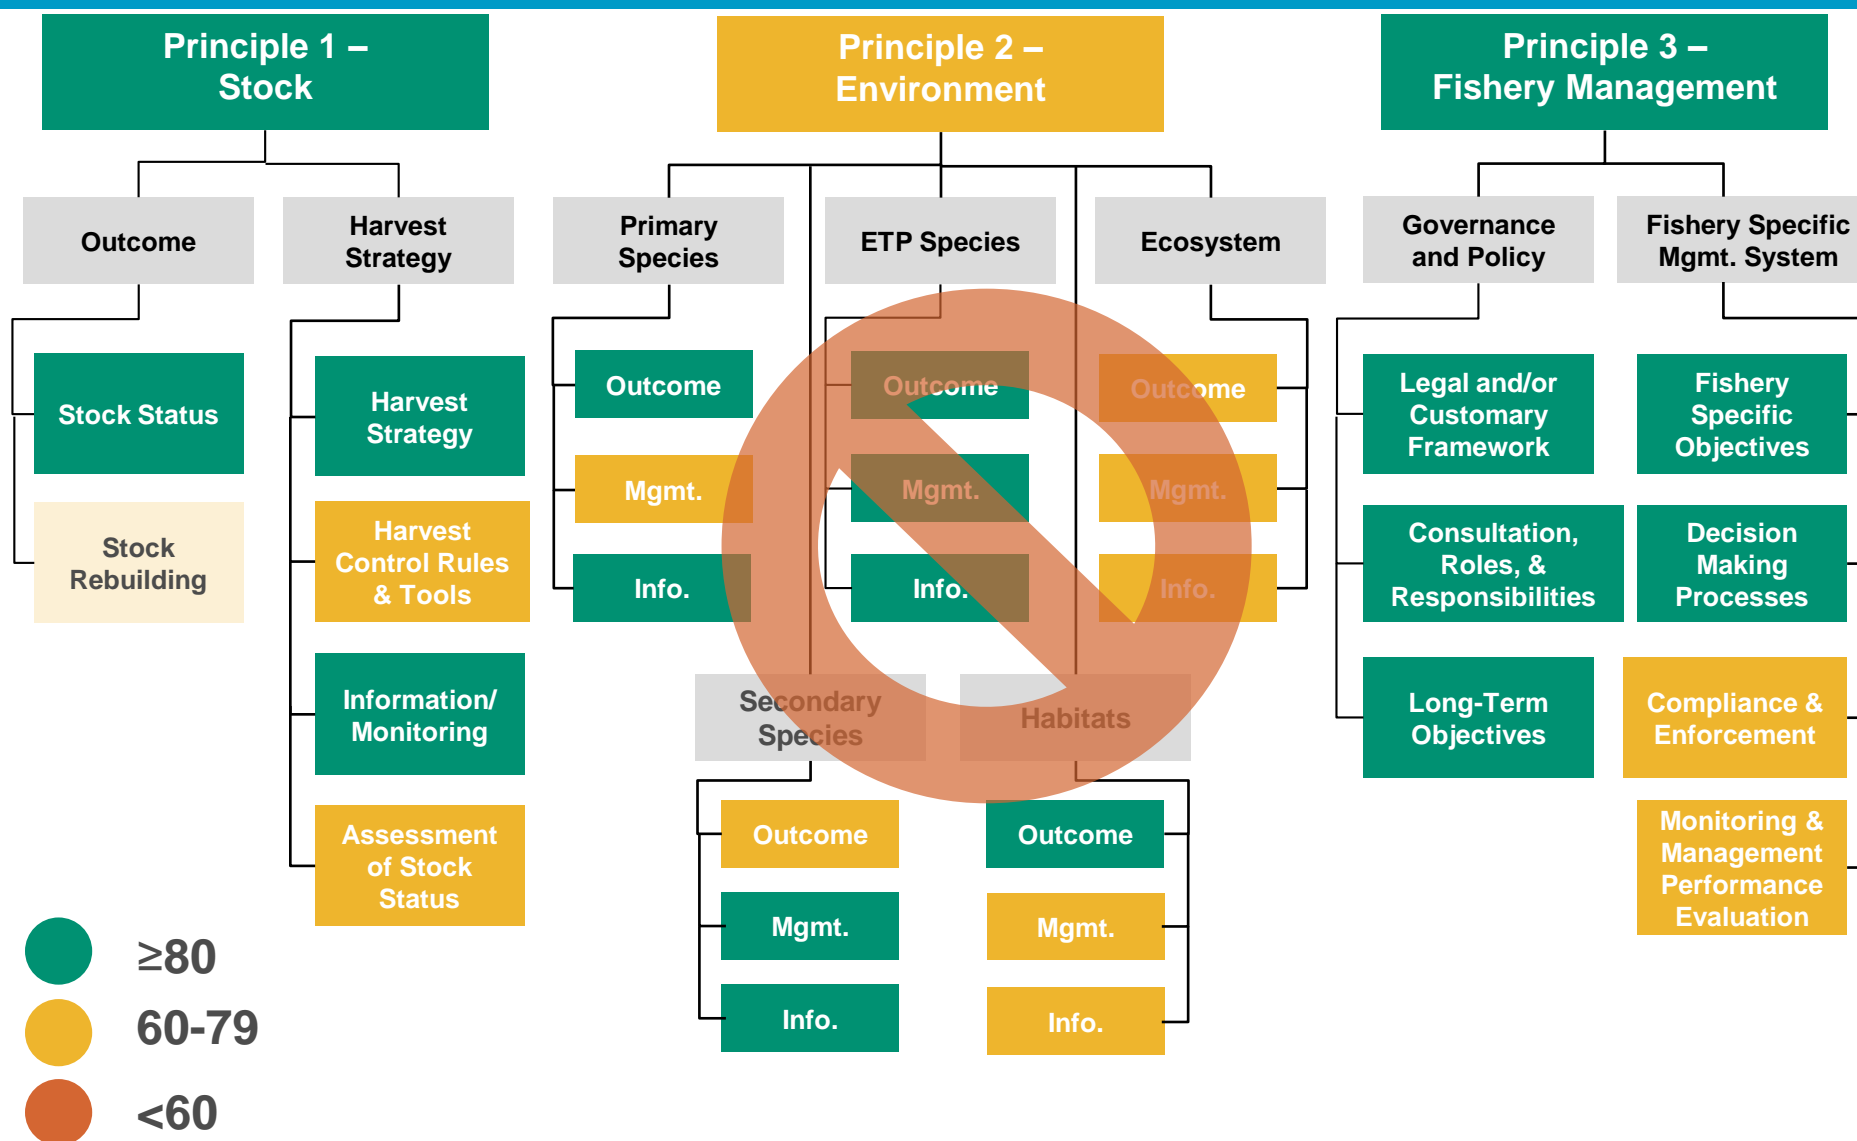 Principle 1 –
Stock
Principle 2 –
Environment
Principle 3 –
Fishery Management
Outcome
Harvest
Strategy
Primary
Species
ETP Species
Ecosystem
Governance
and Policy
Fishery Specific
Mgmt. System
Stock Status
Stock
Rebuilding
Harvest
Strategy
Harvest
Control Rules
& Tools
Information/
Monitoring
Assessment
of Stock
Status
Outcome
Mgmt.
Info.
Outcome
Mgmt.
Info.
Outcome
Mgmt.
Info.
Secondary
Species
Habitats
Outcome
Mgmt.
Info.
Outcome
Mgmt.
Info.
Legal and/or
Customary
Framework
Consultation,
Roles, &
Responsibilities
Long-Term
Objectives
Fishery
Specific
Objectives
Decision
Making
Processes
Compliance &
Enforcement
Monitoring &
Management
Performance
Evaluation
≥80
60-79
<60